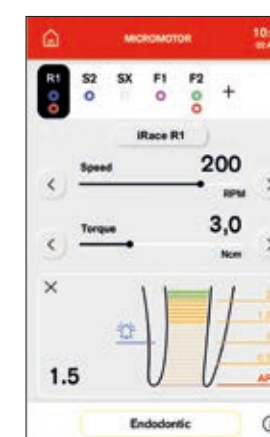 MICROMOTOR 10:
R1 S2 SX F1 F2 +
iRace R1
Speed 200
RPM
Torque 3,0
Ncm
1.5
AP
Endodontic